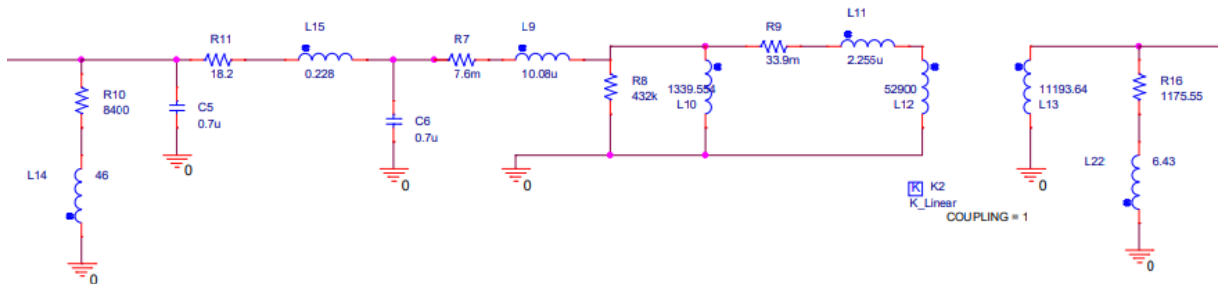 R10
8400
L14
46
0
C5
0.7u
0
R11
18.2
L15
0.228
C6
0.7u
0
R7
7.6m
L9
10.08u
0
R8
432k
1339.554
L10
R9
33.9m
L11
2.255u
52900
L12
11193.64
L13
K
K2
K_Linear
COUPLING = 1
R16
1175.55
L22
6.43
0